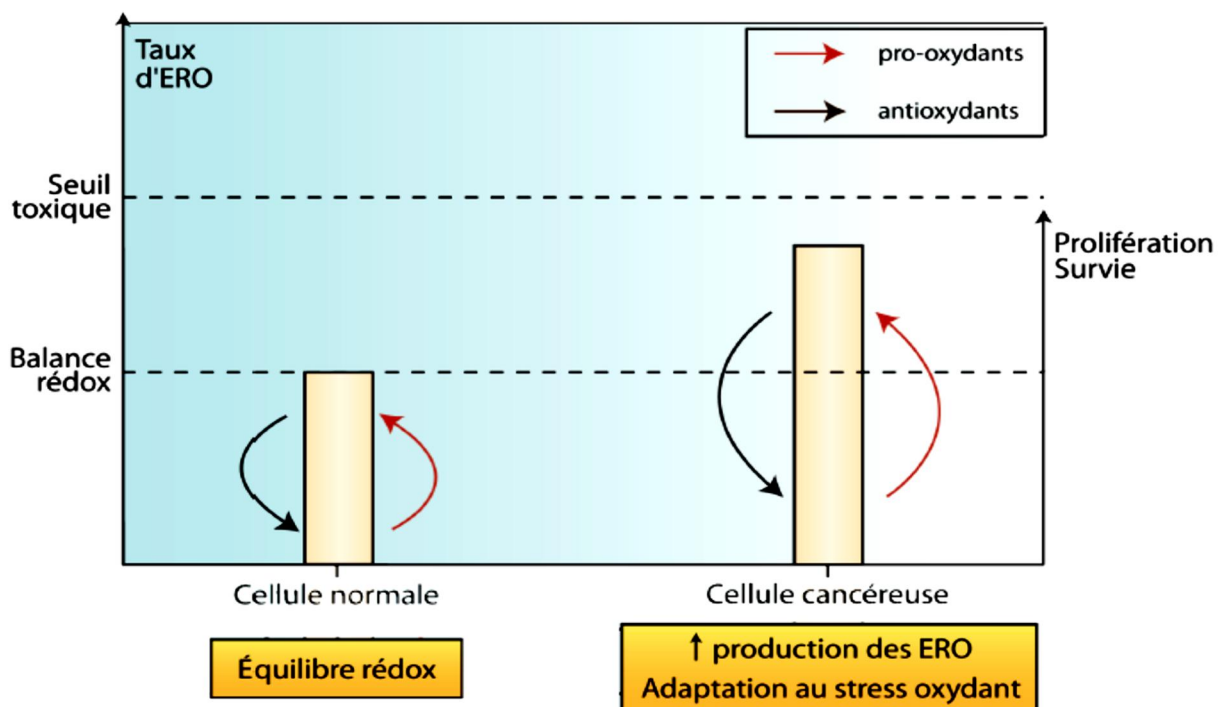 Taux
d'ERO
pro-oxydants
antioxydants
Seuil
toxique
Prolifération
Survie
Balance
rédox
Cellule normale
Cellule cancéreuse
Équilibre rédox
↑ production des ERO
Adaptation au stress oxydant